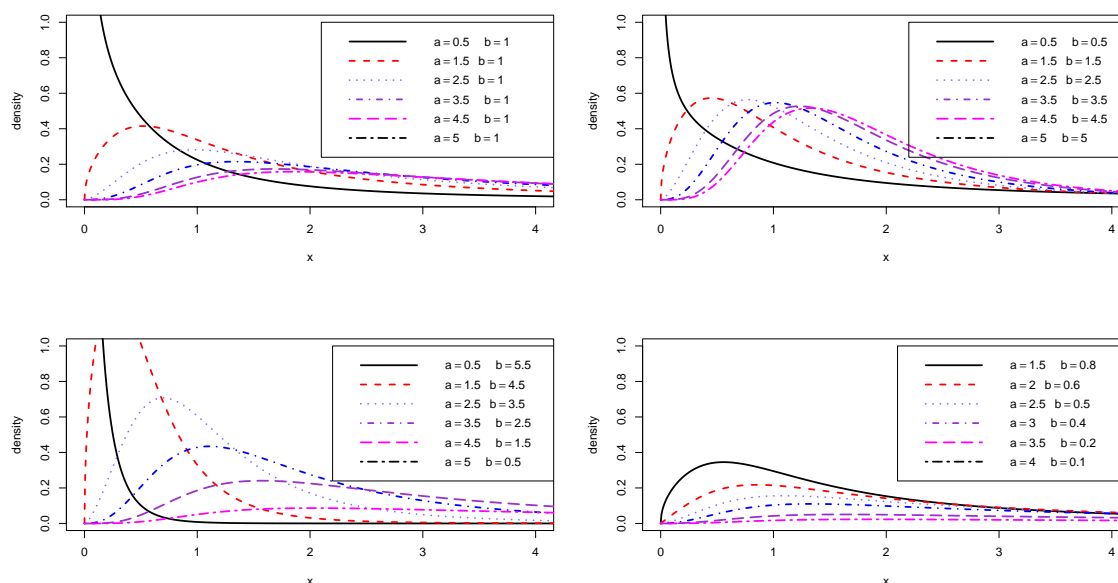 density
0.0 0.2 0.4 0.6 0.8 1.0
a = 0.5 b = 1
a = 1.5 b = 1
a = 2.5 b = 1
a = 3.5 b = 1
a = 4.5 b = 1
a = 5 b = 1
0 1 2 3 4
x
density
0.0 0.2 0.4 0.6 0.8 1.0
a = 0.5 b = 0.5
a = 1.5 b = 1.5
a = 2.5 b = 2.5
a = 3.5 b = 3.5
a = 4.5 b = 4.5
a = 5 b = 5
0 1 2 3 4
x
density
0.0 0.2 0.4 0.6 0.8 1.0
a = 0.5 b = 5.5
a = 1.5 b = 4.5
a = 2.5 b = 3.5
a = 3.5 b = 2.5
a = 4.5 b = 1.5
a = 5 b = 0.5
0 1 2 3 4
x
density
0.0 0.2 0.4 0.6 0.8 1.0
a = 1.5 b = 0.8
a = 2 b = 0.6
a = 2.5 b = 0.5
a = 3 b = 0.4
a = 3.5 b = 0.2
a = 4 b = 0.1
0 1 2 3 4
x